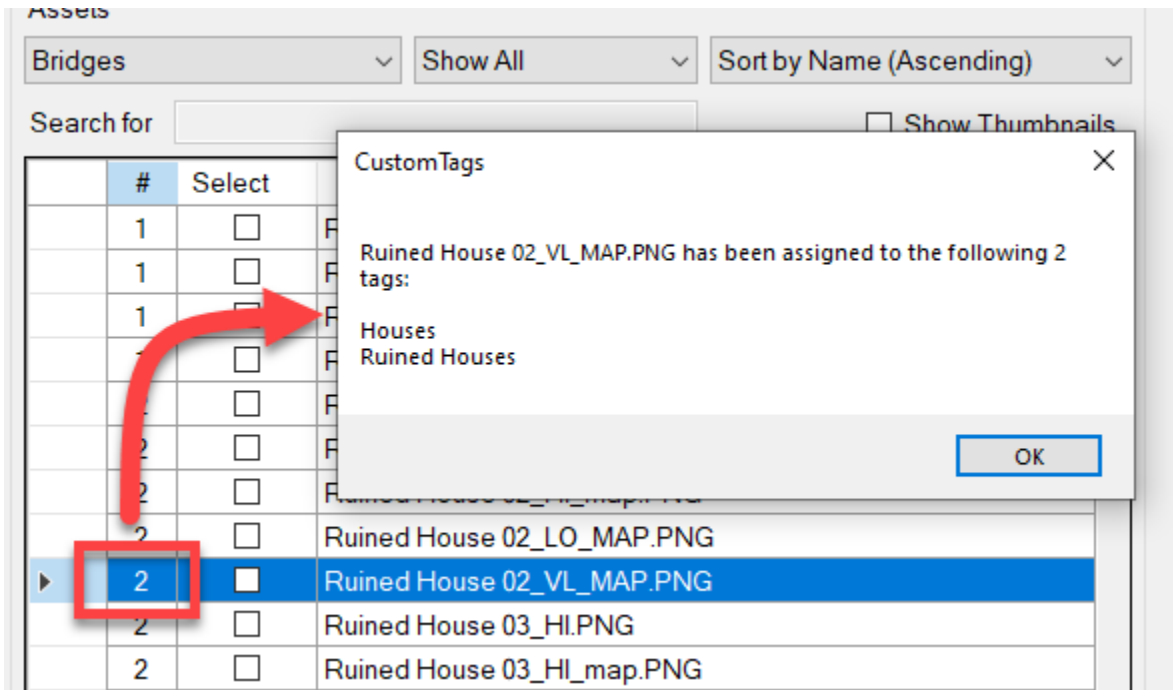 Assets
Bridges
Show All
Sort by Name (Ascending)
Search for
Show Thumbnails
CustomTags
# Select
1
1
1
2
2
2
Ruined House 02_VL_MAP.PNG has been assigned to the following 2
tags:
Houses
Ruined Houses
OK
2 Ruined House 02_LO_MAP.PNG
2 Ruined House 02_VL_MAP.PNG
2 Ruined House 03_HI.PNG
2 Ruined House 03_HI_map.PNG